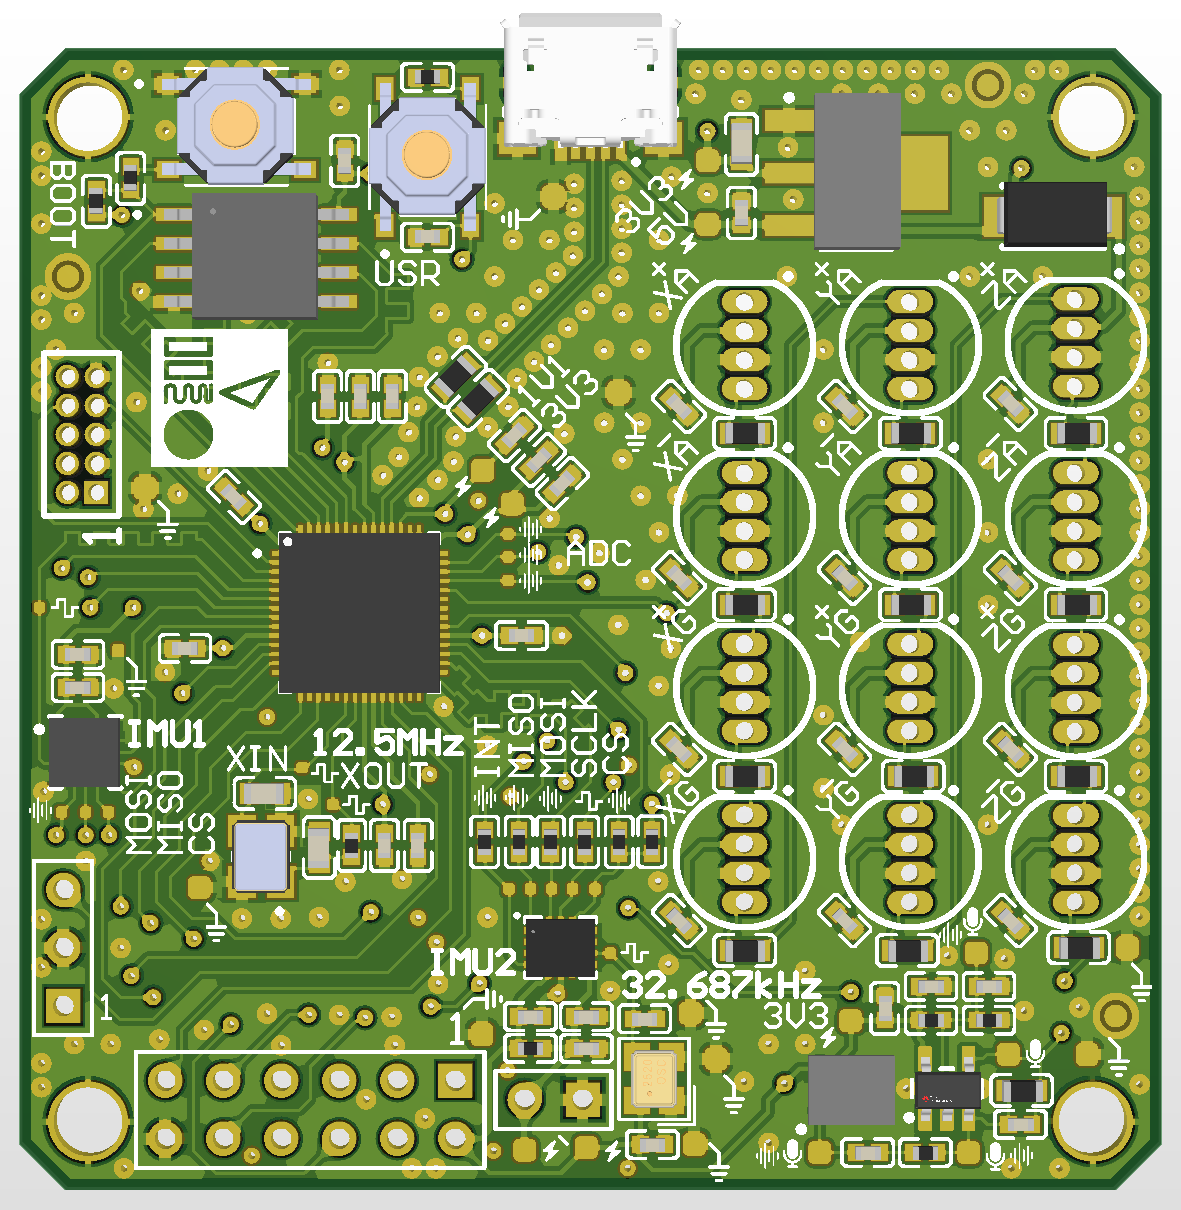 BOOT
USR
3V3
5V
XA
YA
ZA
1V1
3V3
XA
YA
ZA
1
ADC
XG
YG
ZG
IMU1
12.5MHz
XIN
XOUT
INT
MISO
MOSI
SCLK
CS
MOSI
MISO
CS
XG
YG
ZG
IMU2
32.687kHz
3V3
1
1